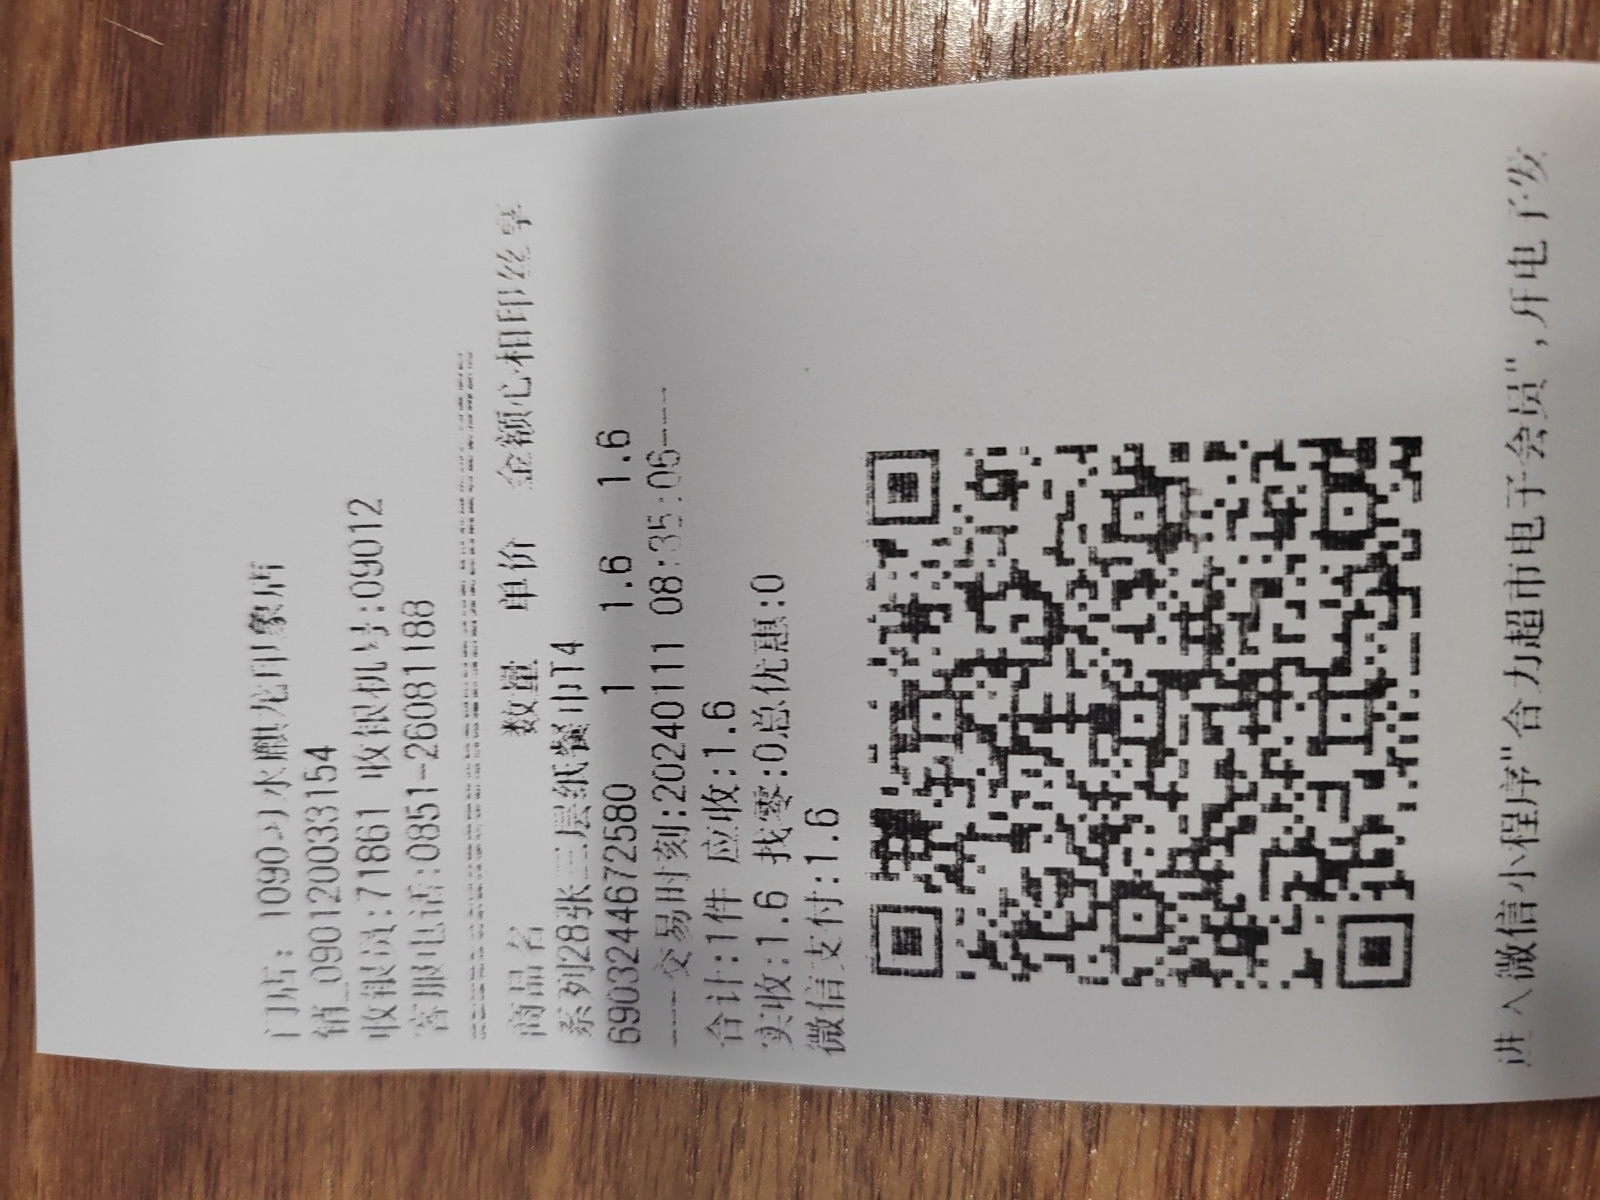 门店: 1090习水麒龙印象店
销_090120033154
收银员:71861 收银机号:09012
客服电话:0851-26081188
商品名 数量 单价 金额心相印丝享
系列28张三层纸餐巾T4
6903244672580 1 1.6 1.6
----交易时刻:20240111 08:35:06----
合计:1件 应收:1.6
实收:1.6 找零:0总优惠:0
微信支付:1.6
进入微信小程序"合力超市电子会员",开电子发